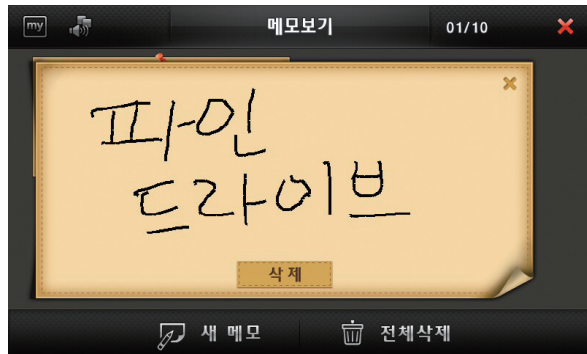 my 메모보기 01/10
파인
드라이브
삭제
새 메모 전체삭제